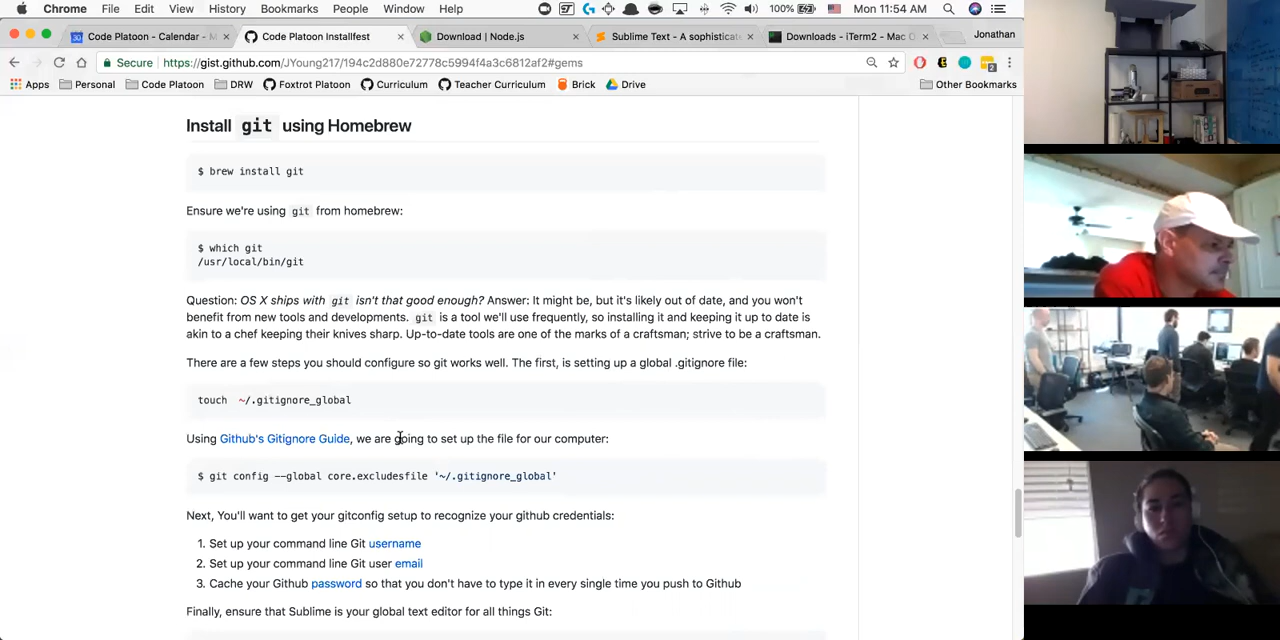 Chrome File Edit View History Bookmarks People Window Help 100% Mon 11:54 AM
Code Platoon - Calendar - M Code Platoon Installfest Download | Node.js Sublime Text - A sophisticat Downloads - iTerm2 - Mac O Jonathan
Secure https://gist.github.com/JYoung217/194c2d880e72778c5994f4a3c6812af2#gems
Apps Personal Code Platoon DRW Foxtrot Platoon Curriculum Teacher Curriculum Brick Drive Other Bookmarks
Install git using Homebrew
$ brew install git
Ensure we're using git from homebrew:
$ which git
/usr/local/bin/git
Question: OS X ships with git isn't that good enough? Answer: It might be, but it's likely out of date, and you won't
benefit from new tools and developments. git is a tool we'll use frequently, so installing it and keeping it up to date is
akin to a chef keeping their knives sharp. Up-to-date tools are one of the marks of a craftsman; strive to be a craftsman.
There are a few steps you should configure so git works well. The first, is setting up a global .gitignore file:
touch ~/.gitignore_global
Using Github's Gitignore Guide, we are going to set up the file for our computer:
$ git config --global core.excludesfile '~/.gitignore_global'
Next, You'll want to get your gitconfig setup to recognize your github credentials:
1. Set up your command line Git username
2. Set up your command line Git user email
3. Cache your Github password so that you don't have to type it in every single time you push to Github
Finally, ensure that Sublime is your global text editor for all things Git: